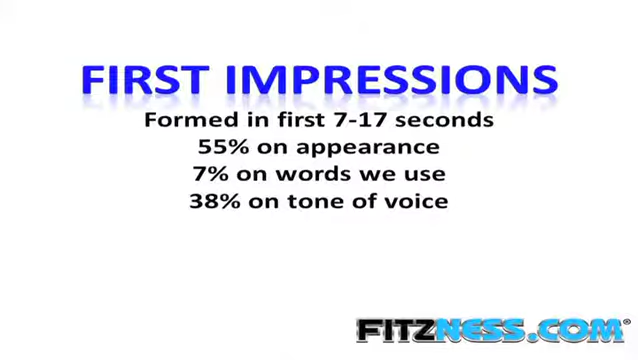 FIRST IMPRESSIONS
Formed in first 7-17 seconds
55% on appearance
7% on words we use
38% on tone of voice
FITZNESS.COM®